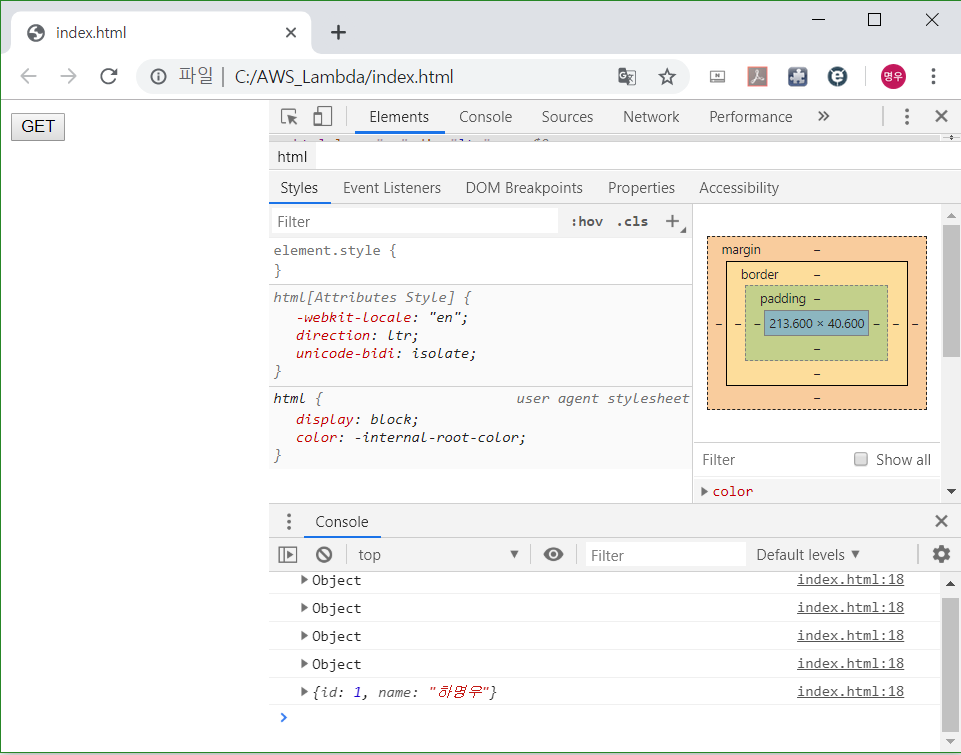 index.html
파일 | C:/AWS_Lambda/index.html 명우
GET
Elements Console Sources Network Performance »
html
Styles Event Listeners DOM Breakpoints Properties Accessibility
Filter :hov .cls +
element.style {
}
html[Attributes Style] {
-webkit-locale: "en";
direction: ltr;
unicode-bidi: isolate;
}
html { user agent stylesheet
display: block;
color: -internal-root-color;
}
margin –
border –
padding –
– – – 213.600 × 40.600 – – –
–
–
–
Filter Show all
color
Console
top Filter Default levels ▼
Object index.html:18
Object index.html:18
Object index.html:18
Object index.html:18
{id: 1, name: "하명우"} index.html:18